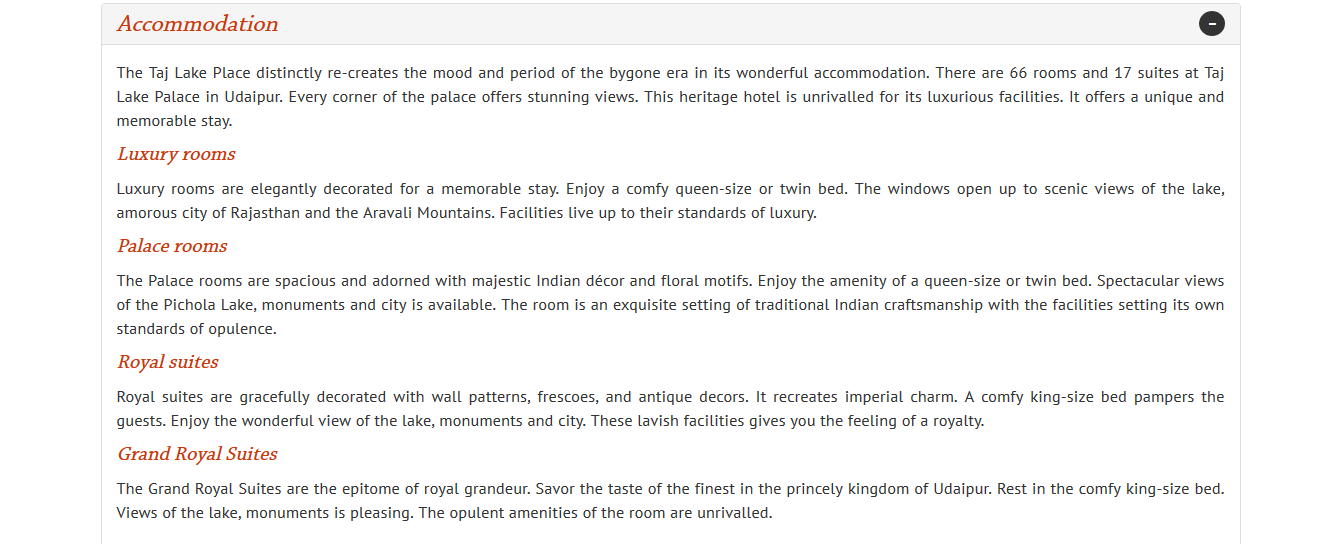 Accommodation
The Taj Lake Place distinctly re-creates the mood and period of the bygone era in its wonderful accommodation. There are 66 rooms and 17 suites at Taj
Lake Palace in Udaipur. Every corner of the palace offers stunning views. This heritage hotel is unrivalled for its luxurious facilities. It offers a unique and
memorable stay.
Luxury rooms
Luxury rooms are elegantly decorated for a memorable stay. Enjoy a comfy queen-size or twin bed. The windows open up to scenic views of the lake,
amorous city of Rajasthan and the Aravali Mountains. Facilities live up to their standards of luxury.
Palace rooms
The Palace rooms are spacious and adorned with majestic Indian décor and floral motifs. Enjoy the amenity of a queen-size or twin bed. Spectacular views
of the Pichola Lake, monuments and city is available. The room is an exquisite setting of traditional Indian craftsmanship with the facilities setting its own
standards of opulence.
Royal suites
Royal suites are gracefully decorated with wall patterns, frescoes, and antique decors. It recreates imperial charm. A comfy king-size bed pampers the
guests. Enjoy the wonderful view of the lake, monuments and city. These lavish facilities gives you the feeling of a royalty.
Grand Royal Suites
The Grand Royal Suites are the epitome of royal grandeur. Savor the taste of the finest in the princely kingdom of Udaipur. Rest in the comfy king-size bed.
Views of the lake, monuments is pleasing. The opulent amenities of the room are unrivalled.